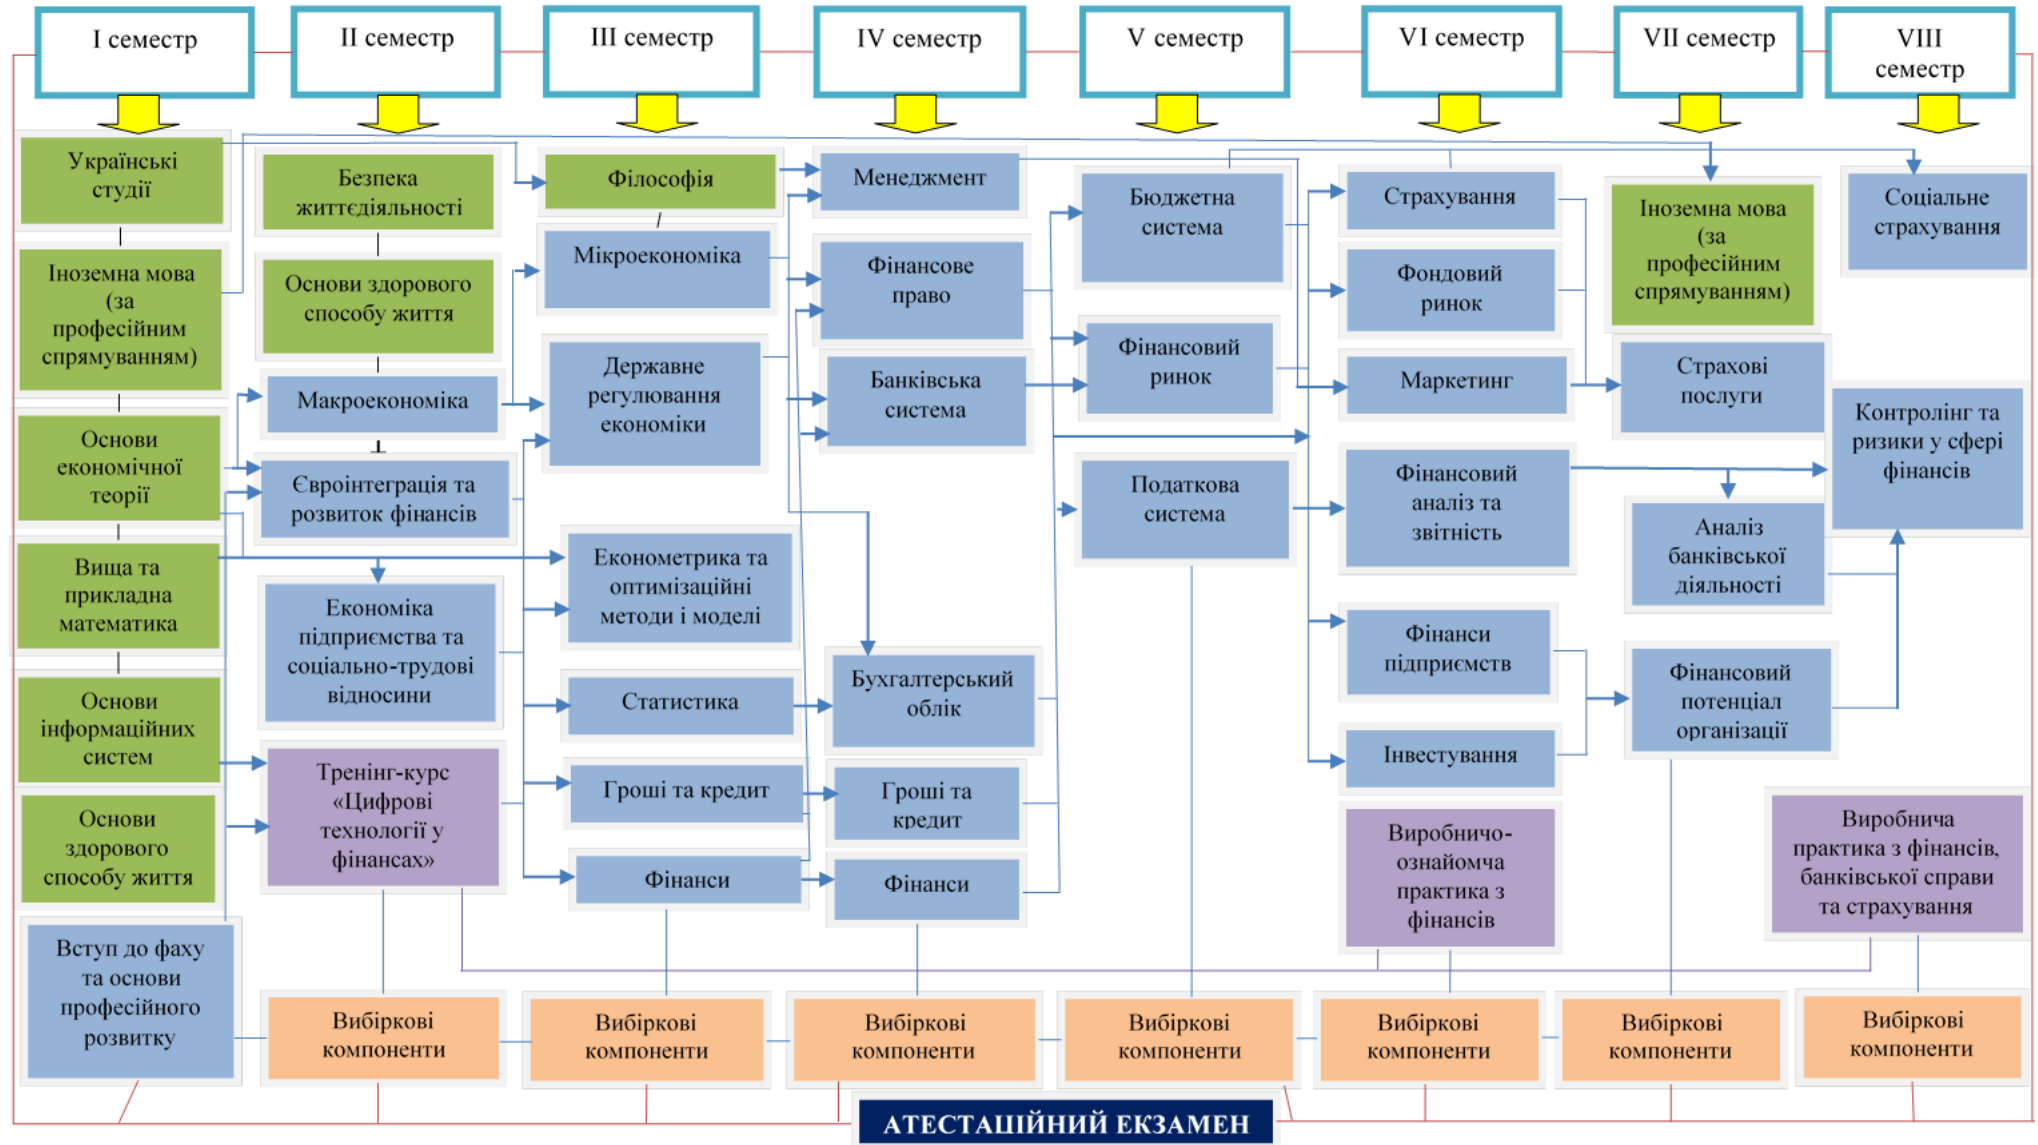 I семестр
II семестр
III семестр
IV семестр
V семестр
VI семестр
VII семестр
VIII
семестр
Українські
студії
Іноземна мова
(за
професійним
спрямуванням)
Основи
економічної
теорії
Вища та
прикладна
математика
Основи
інформаційних
систем
Основи
здорового
способу життя
Вступ до фаху
та основи
професійного
розвитку
Безпека
життєдіяльності
Основи здорового
способу життя
Макроекономіка
Євроінтеграція та
розвиток фінансів
Економіка
підприємства та
соціально-трудові
відносини
Тренінг-курс
«Цифрові
технології у
фінансах»
Вибіркові
компоненти
Філософія
Мікроекономіка
Державне
регулювання
економіки
Економетрика та
оптимізаційні
методи і моделі
Статистика
Гроші та кредит
Фінанси
Вибіркові
компоненти
Менеджмент
Фінансове
право
Банківська
система
Бухгалтерський
облік
Гроші та
кредит
Фінанси
Вибіркові
компоненти
Бюджетна
система
Фінансовий
ринок
Податкова
система
Вибіркові
компоненти
Страхування
Фондовий
ринок
Маркетинг
Фінансовий
аналіз та
звітність
Фінанси
підприємств
Інвестування
Виробничо-
ознайомча
практика з
фінансів
Вибіркові
компоненти
Іноземна мова
(за
професійним
спрямуванням)
Страхові
послуги
Аналіз
банківської
діяльності
Фінансовий
потенціал
організації
Вибіркові
компоненти
Соціальне
страхування
Контролінг та
ризики у сфері
фінансів
Виробнича
практика з фінансів,
банківської справи
та страхування
Вибіркові
компоненти
АТЕСТАЦІЙНИЙ ЕКЗАМЕН